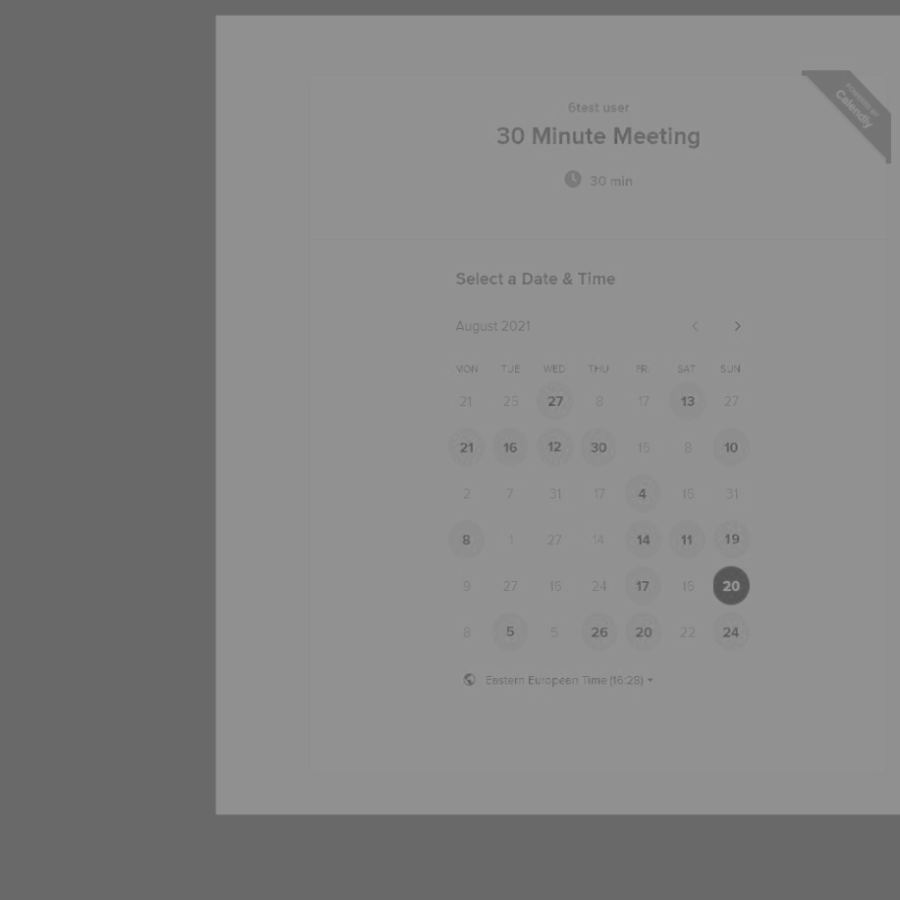 6test user
30 Minute Meeting
30 min
POWERED BY
Calendly
Select a Date & Time
August 2021
MON TUE WED THU FRI SAT SUN
21 25 27 8 17 13 27
21 16 12 30 15 8 10
2 7 31 17 4 16 31
8 1 27 14 14 11 19
9 27 16 24 17 16 20
8 5 5 26 20 22 24
Eastern European Time (16:28)